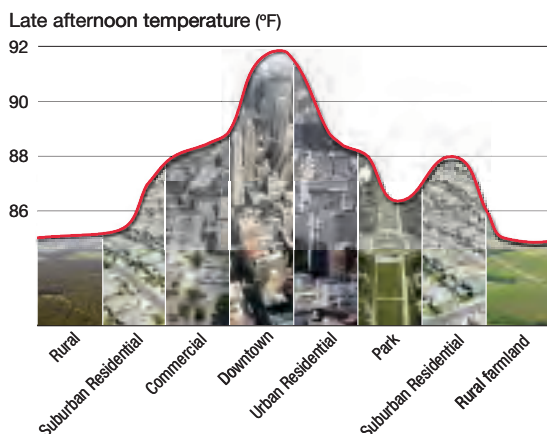 Late afternoon temperature (ºF)
92
90
88
86
Rural
Suburban Residential
Commercial
Downtown
Urban Residential
Park
Suburban Residential
Rural farmland